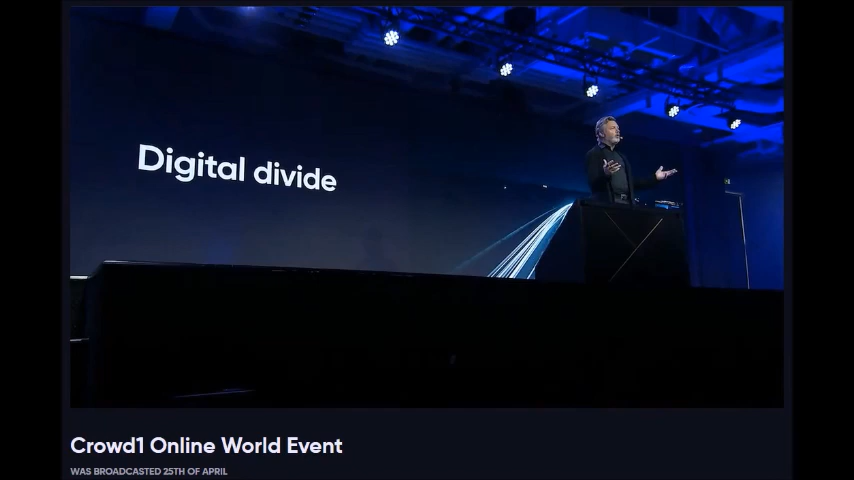 Digital divide
Crowd1 Online World Event
WAS BROADCASTED 25TH OF APRIL